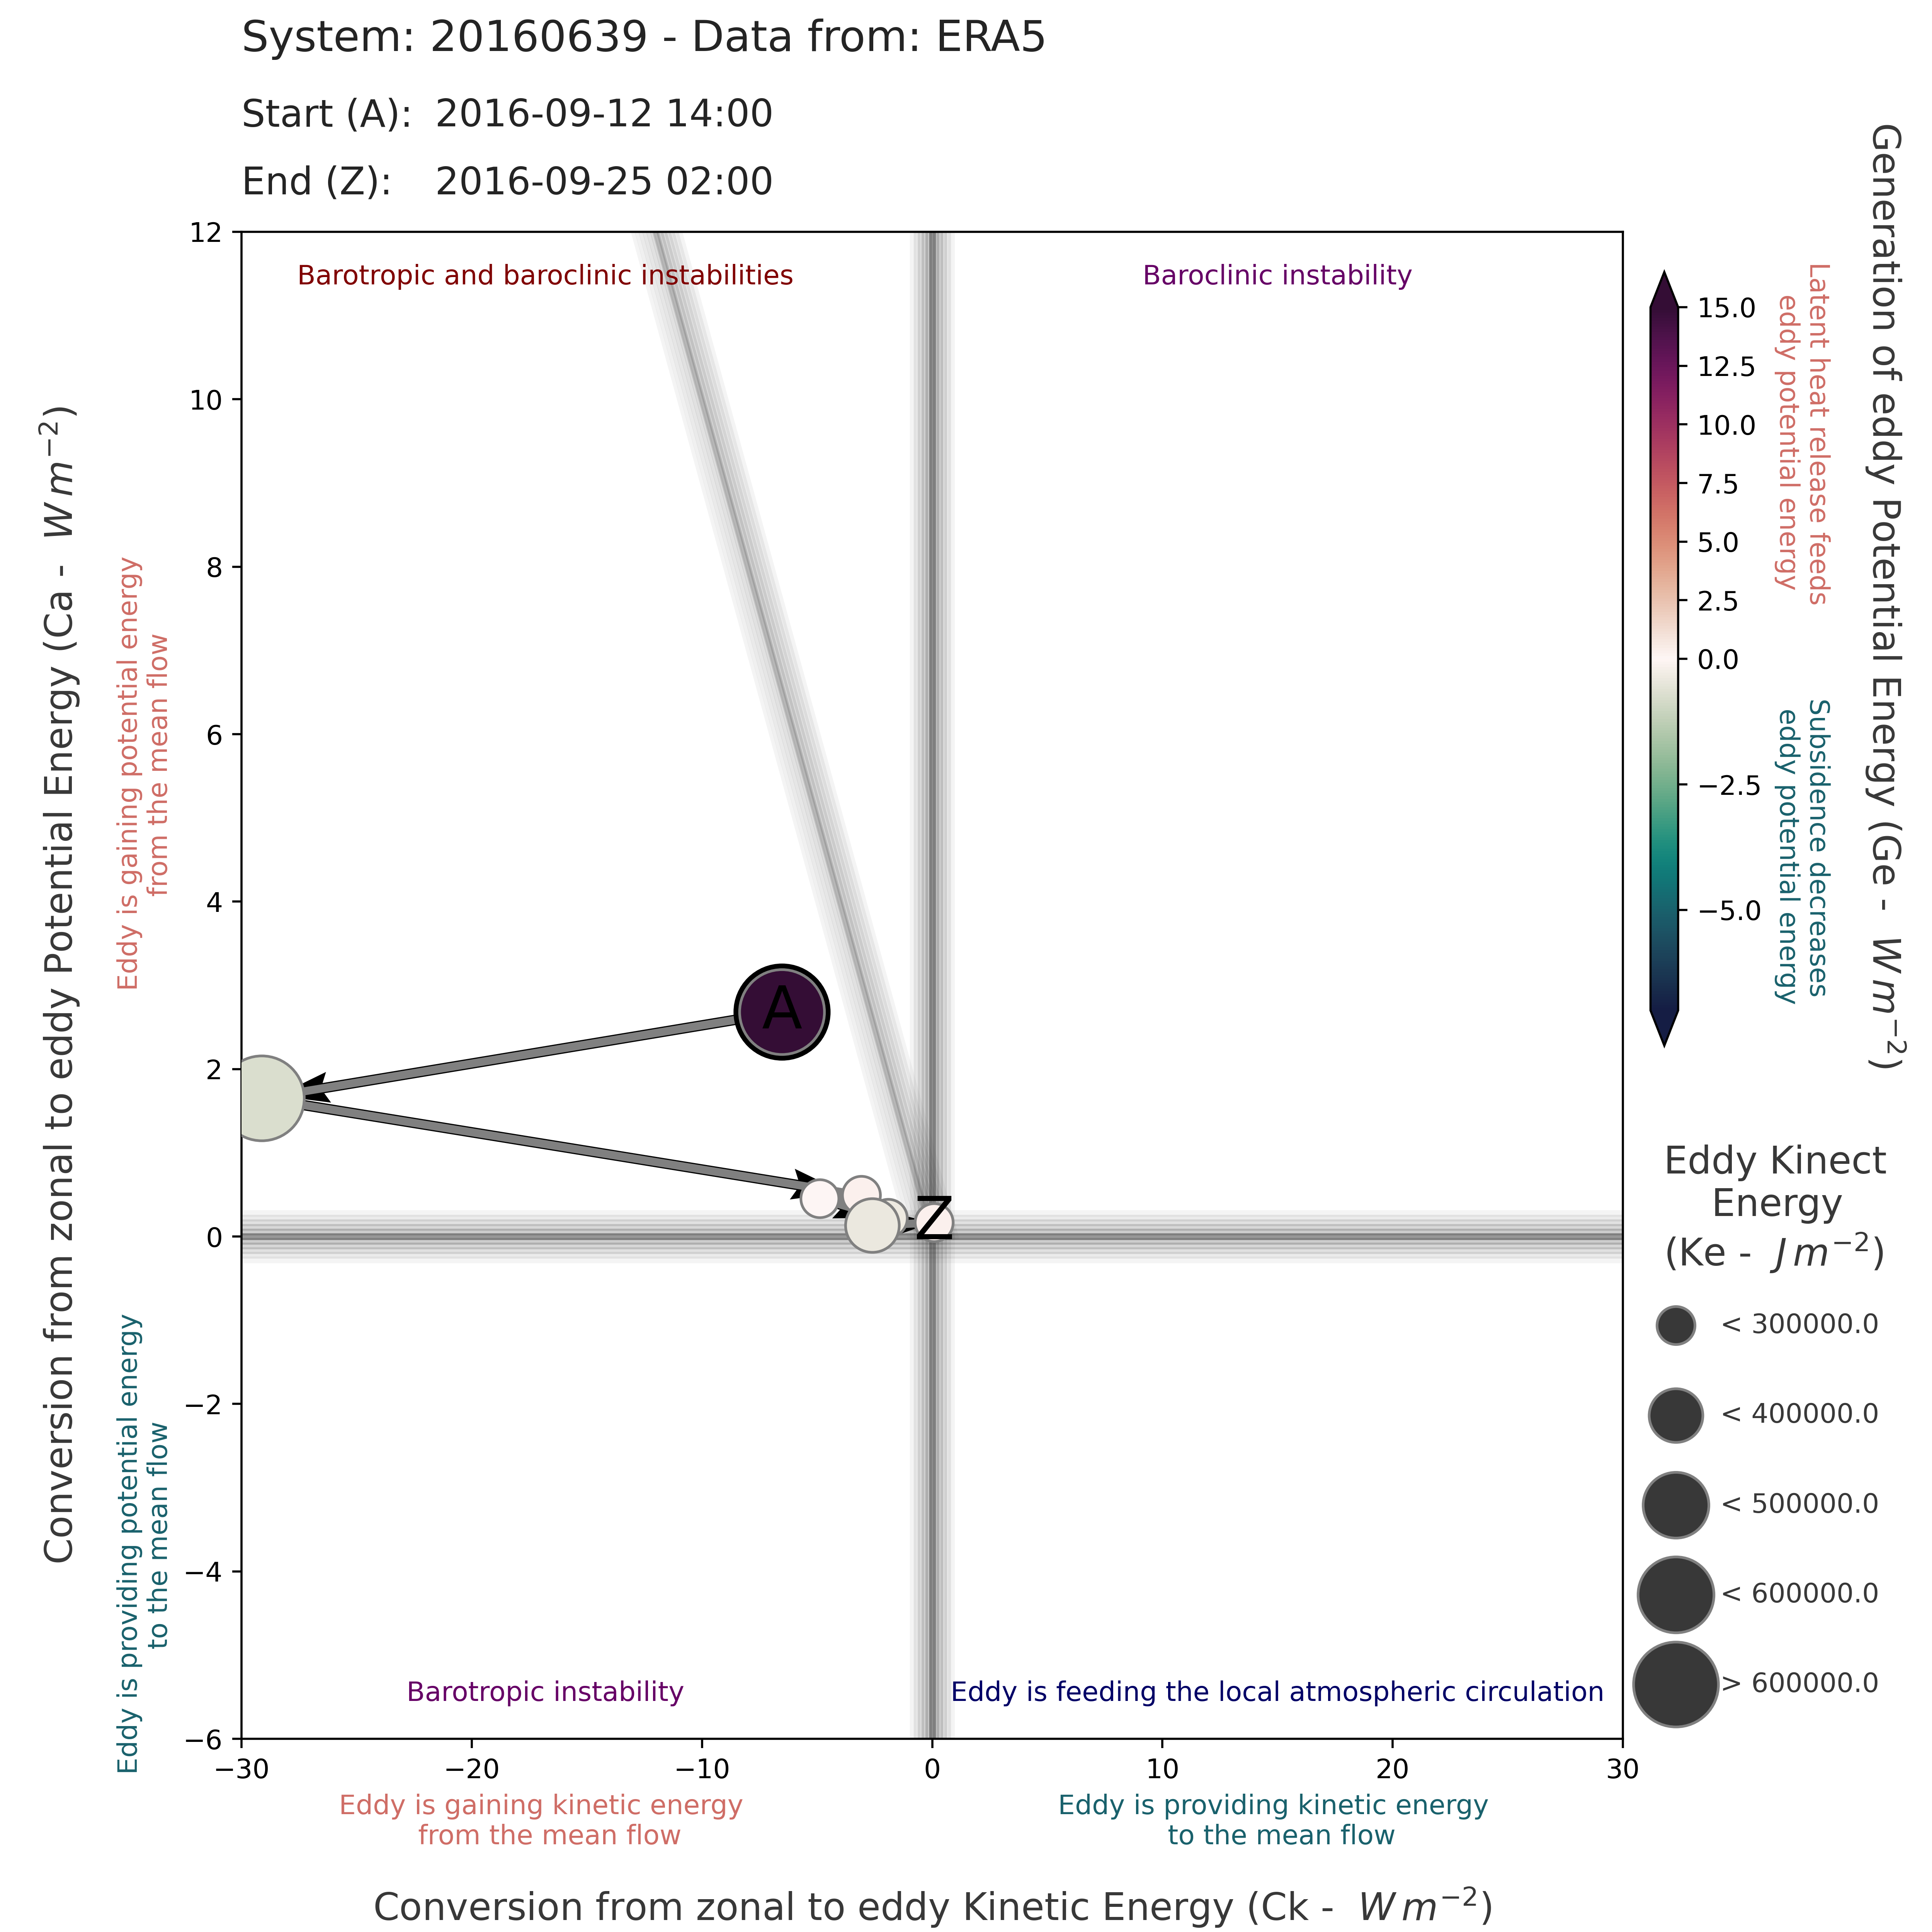 System: 20160639 - Data from: ERA5
Start (A): 2016-09-12 14:00
End (Z): 2016-09-25 02:00
Conversion from zonal to eddy Potential Energy (Ca - W m⁻²)
Eddy is gaining potential energy
from the mean flow
Eddy is providing potential energy
to the mean flow
12
10
8
6
4
2
0
−2
−4
−6
Barotropic and baroclinic instabilities
Baroclinic instability
A
Z
Barotropic instability
Eddy is feeding the local atmospheric circulation
−30
−20
−10
0
10
20
30
Eddy is gaining kinetic energy
from the mean flow
Eddy is providing kinetic energy
to the mean flow
Conversion from zonal to eddy Kinetic Energy (Ck - W m⁻²)
15.0
12.5
10.0
7.5
5.0
2.5
0.0
−2.5
−5.0
Latent heat release feeds
eddy potential energy
Subsidence decreases
eddy potential energy
Generation of eddy Potential Energy (Ge - W m⁻²)
Eddy Kinect
Energy
(Ke - J m⁻²)
< 300000.0
< 400000.0
< 500000.0
< 600000.0
> 600000.0